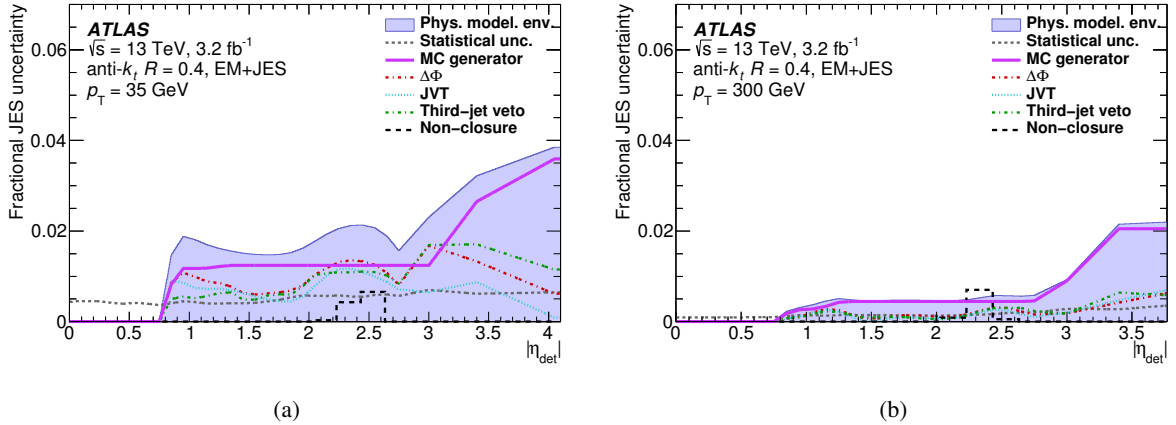 Fractional JES uncertainty
0.06
0.04
0.02
0
ATLAS
√s = 13 TeV, 3.2 fb⁻¹
anti-kₜ R = 0.4, EM+JES
p_T = 35 GeV
Phys. model. env.
Statistical unc.
MC generator
ΔΦ
JVT
Third-jet veto
Non-closure
0 0.5 1 1.5 2 2.5 3 3.5 4
|η_det|
(a)
Fractional JES uncertainty
0.06
0.04
0.02
0
ATLAS
√s = 13 TeV, 3.2 fb⁻¹
anti-kₜ R = 0.4, EM+JES
p_T = 300 GeV
Phys. model. env.
Statistical unc.
MC generator
ΔΦ
JVT
Third-jet veto
Non-closure
0 0.5 1 1.5 2 2.5 3 3.5
|η_det|
(b)